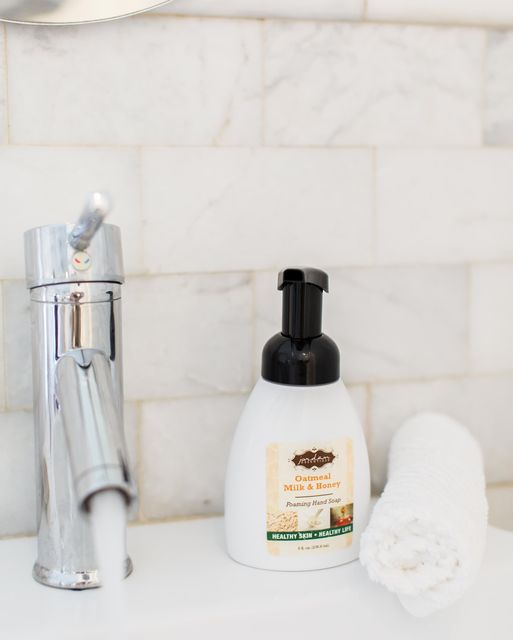 Oatmeal
Milk & Honey
Foaming Hand Soap
HEALTHY SKIN • HEALTHY LIFE